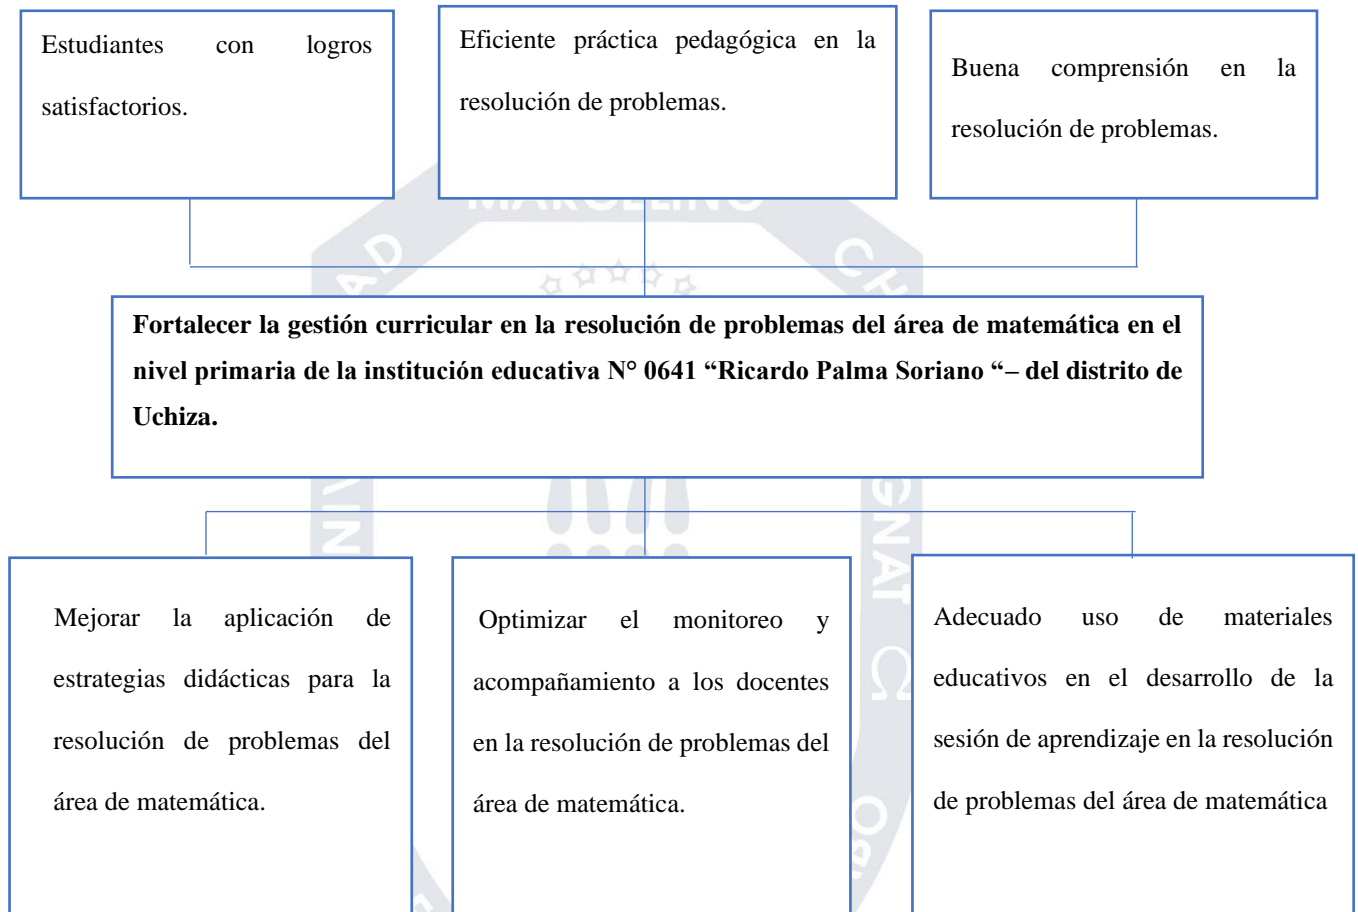 Estudiantes con logros
satisfactorios.
Eficiente práctica pedagógica en la
resolución de problemas.
Buena comprensión en la
resolución de problemas.
MARCELINO
Fortalecer la gestión curricular en la resolución de problemas del área de matemática en el
nivel primaria de la institución educativa N° 0641 “Ricardo Palma Soriano “– del distrito de
Uchiza.
Mejorar la aplicación de
estrategias didácticas para la
resolución de problemas del
área de matemática.
Optimizar el monitoreo y
acompañamiento a los docentes
en la resolución de problemas del
área de matemática.
Adecuado uso de materiales
educativos en el desarrollo de la
sesión de aprendizaje en la resolución
de problemas del área de matemática